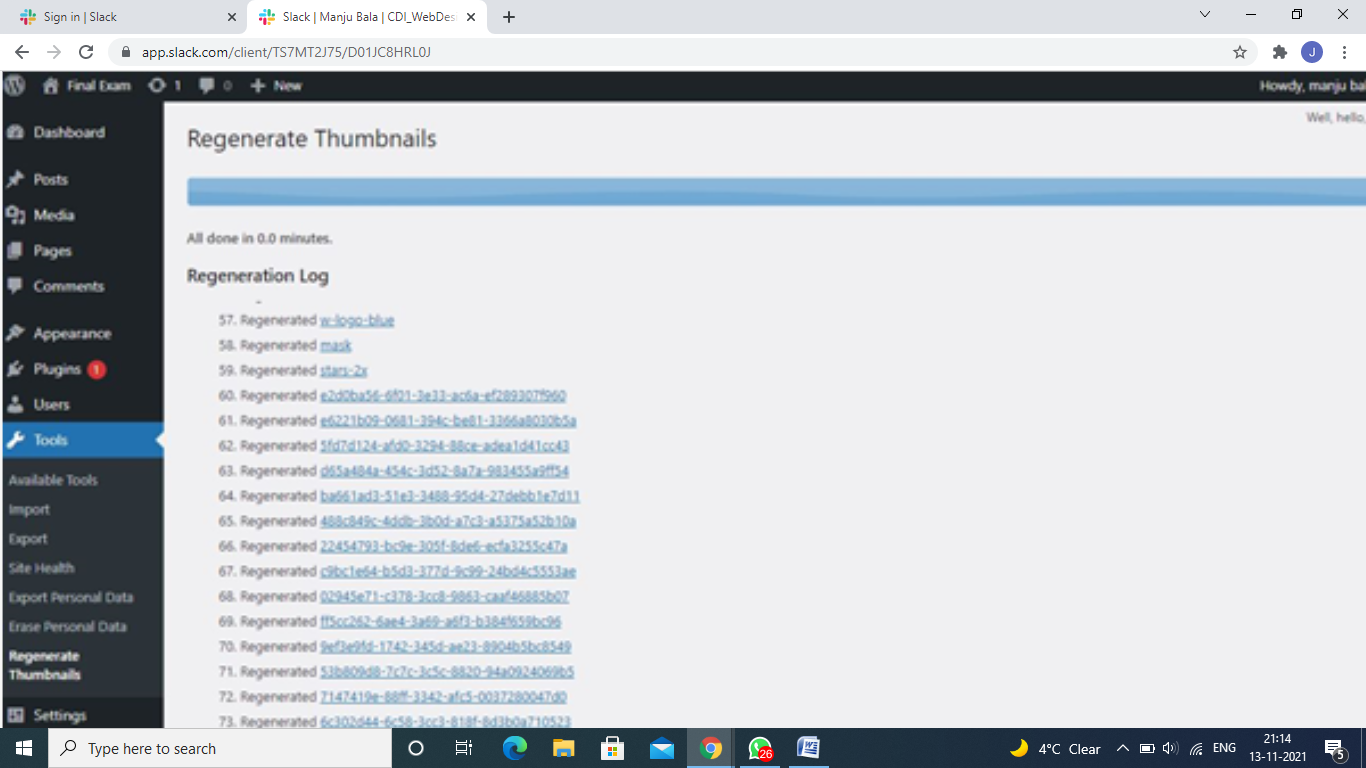 Sign in | Slack
Slack | Manju Bala | CDI_WebDes
app.slack.com/client/TS7MT2J75/D01JC8HRL0J
J
Final Exam 1 0 New
Howdy, manju bal
Well, hello,
Dashboard
Posts
Media
Pages
Comments
Appearance
Plugins 1
Users
Tools
Available Tools
Import
Export
Site Health
Export Personal Data
Erase Personal Data
Regenerate
Thumbnails
Settings
Regenerate Thumbnails
All done in 0.0 minutes.
Regeneration Log
57. Regenerated w-logo-blue
58. Regenerated mask
59. Regenerated stars-2x
60. Regenerated e2d0ba56-6f01-3e33-ac6a-ef289307f960
61. Regenerated e6221b09-0681-394c-be81-3366a8030b5a
62. Regenerated 5fd7d124-afd0-3294-88ce-adea1d41cc43
63. Regenerated d65a484a-454c-3d52-8a7a-983455a9ff54
64. Regenerated ba661ad3-51e3-3488-95d4-27debb1e7d11
65. Regenerated 488c849c-4ddb-3b0d-a7c3-a5375a52b10a
66. Regenerated 22454793-bc9e-305f-8de6-ecfa3255c47a
67. Regenerated c9bc1e64-b5d3-377d-9c99-24bd4c5553ae
68. Regenerated 02945e71-c378-3cc8-9863-caaf46885b07
69. Regenerated ff5cc262-6ae4-3a69-a6f3-b384f659bc96
70. Regenerated 9ef3e9fd-1742-345d-ae23-8904b5bc8549
71. Regenerated 53b809d8-7c7c-3c5c-8820-94a0924069b5
72. Regenerated 7147419e-88ff-3342-afc5-0037280047d0
73. Regenerated 6c302d44-6c58-3cc3-818f-8d3b0a710523
Type here to search
26
4°C Clear
ENG
21:14
13-11-2021
5